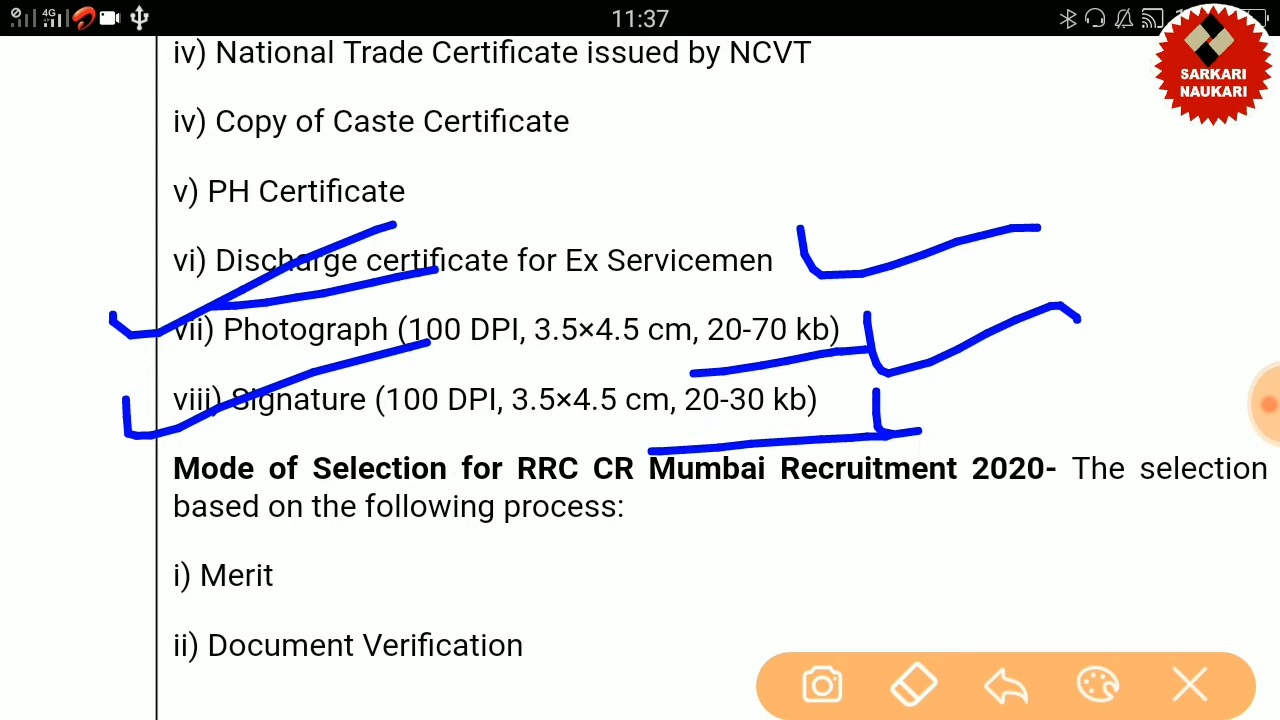 4G
11:37
SARKARI
NAUKARI
iv) National Trade Certificate issued by NCVT
iv) Copy of Caste Certificate
v) PH Certificate
vi) Discharge certificate for Ex Servicemen
vii) Photograph (100 DPI, 3.5×4.5 cm, 20-70 kb)
viii) Signature (100 DPI, 3.5×4.5 cm, 20-30 kb)
Mode of Selection for RRC CR Mumbai Recruitment 2020- The selection
based on the following process:
i) Merit
ii) Document Verification